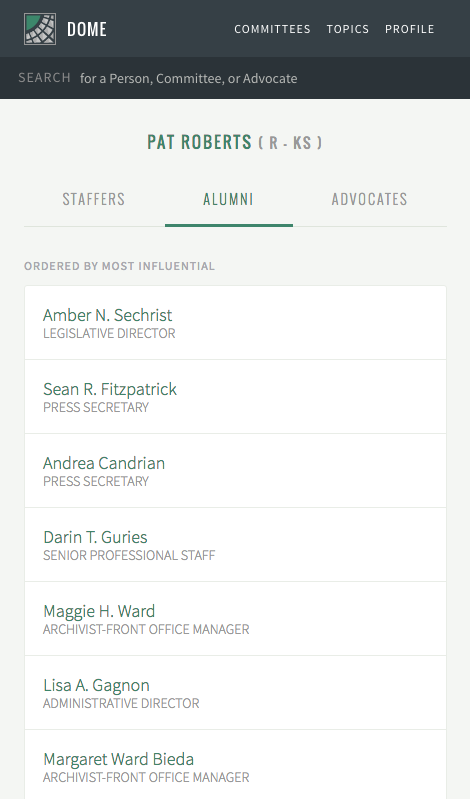 DOME
COMMITTEES TOPICS PROFILE
SEARCH for a Person, Committee, or Advocate
PAT ROBERTS ( R - KS )
STAFFERS ALUMNI ADVOCATES
ORDERED BY MOST INFLUENTIAL
Amber N. Sechrist
LEGISLATIVE DIRECTOR
Sean R. Fitzpatrick
PRESS SECRETARY
Andrea Candrian
PRESS SECRETARY
Darin T. Guries
SENIOR PROFESSIONAL STAFF
Maggie H. Ward
ARCHIVIST-FRONT OFFICE MANAGER
Lisa A. Gagnon
ADMINISTRATIVE DIRECTOR
Margaret Ward Bieda
ARCHIVIST-FRONT OFFICE MANAGER